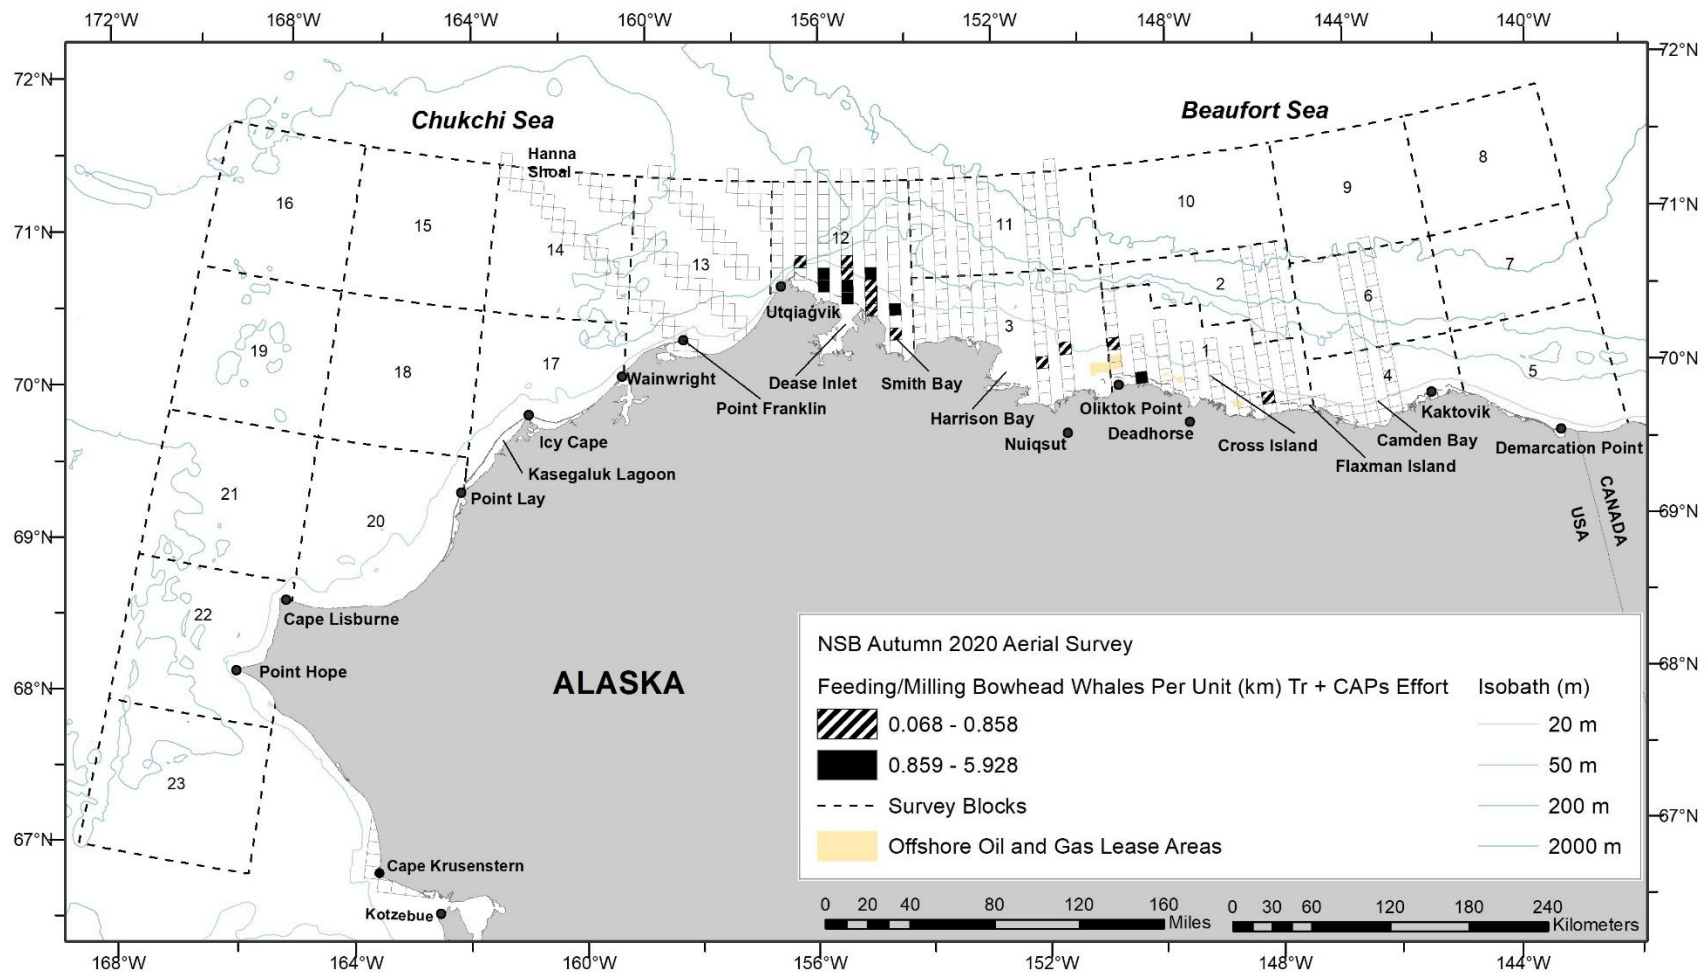 172°W 168°W 164°W 160°W 156°W 152°W 148°W 144°W 140°W
72°N
72°N
71°N
71°N
70°N
70°N
69°N
69°N
68°N
68°N
67°N
67°N
Chukchi Sea
Beaufort Sea
Hanna
Shoal
16
15
14
13
12
11
10
9
8
7
6
5
4
3
2
1
19
18
17
21
20
22
23
Utqiaġvik
Wainwright
Point Franklin
Dease Inlet
Smith Bay
Harrison Bay
Oliktok Point
Nuiqsut
Deadhorse
Cross Island
Flaxman Island
Camden Bay
Kaktovik
Demarcation Point
Icy Cape
Kasegaluk Lagoon
Point Lay
Cape Lisburne
Point Hope
Cape Krusenstern
Kotzebue
CANADA
USA
ALASKA
NSB Autumn 2020 Aerial Survey
Feeding/Milling Bowhead Whales Per Unit (km) Tr + CAPs Effort
0.068 - 0.858
0.859 - 5.928
Survey Blocks
Offshore Oil and Gas Lease Areas
Isobath (m)
20 m
50 m
200 m
2000 m
0 20 40 80 120 160
Miles
0 30 60 120 180 240
Kilometers
168°W 164°W 160°W 156°W 152°W 148°W 144°W